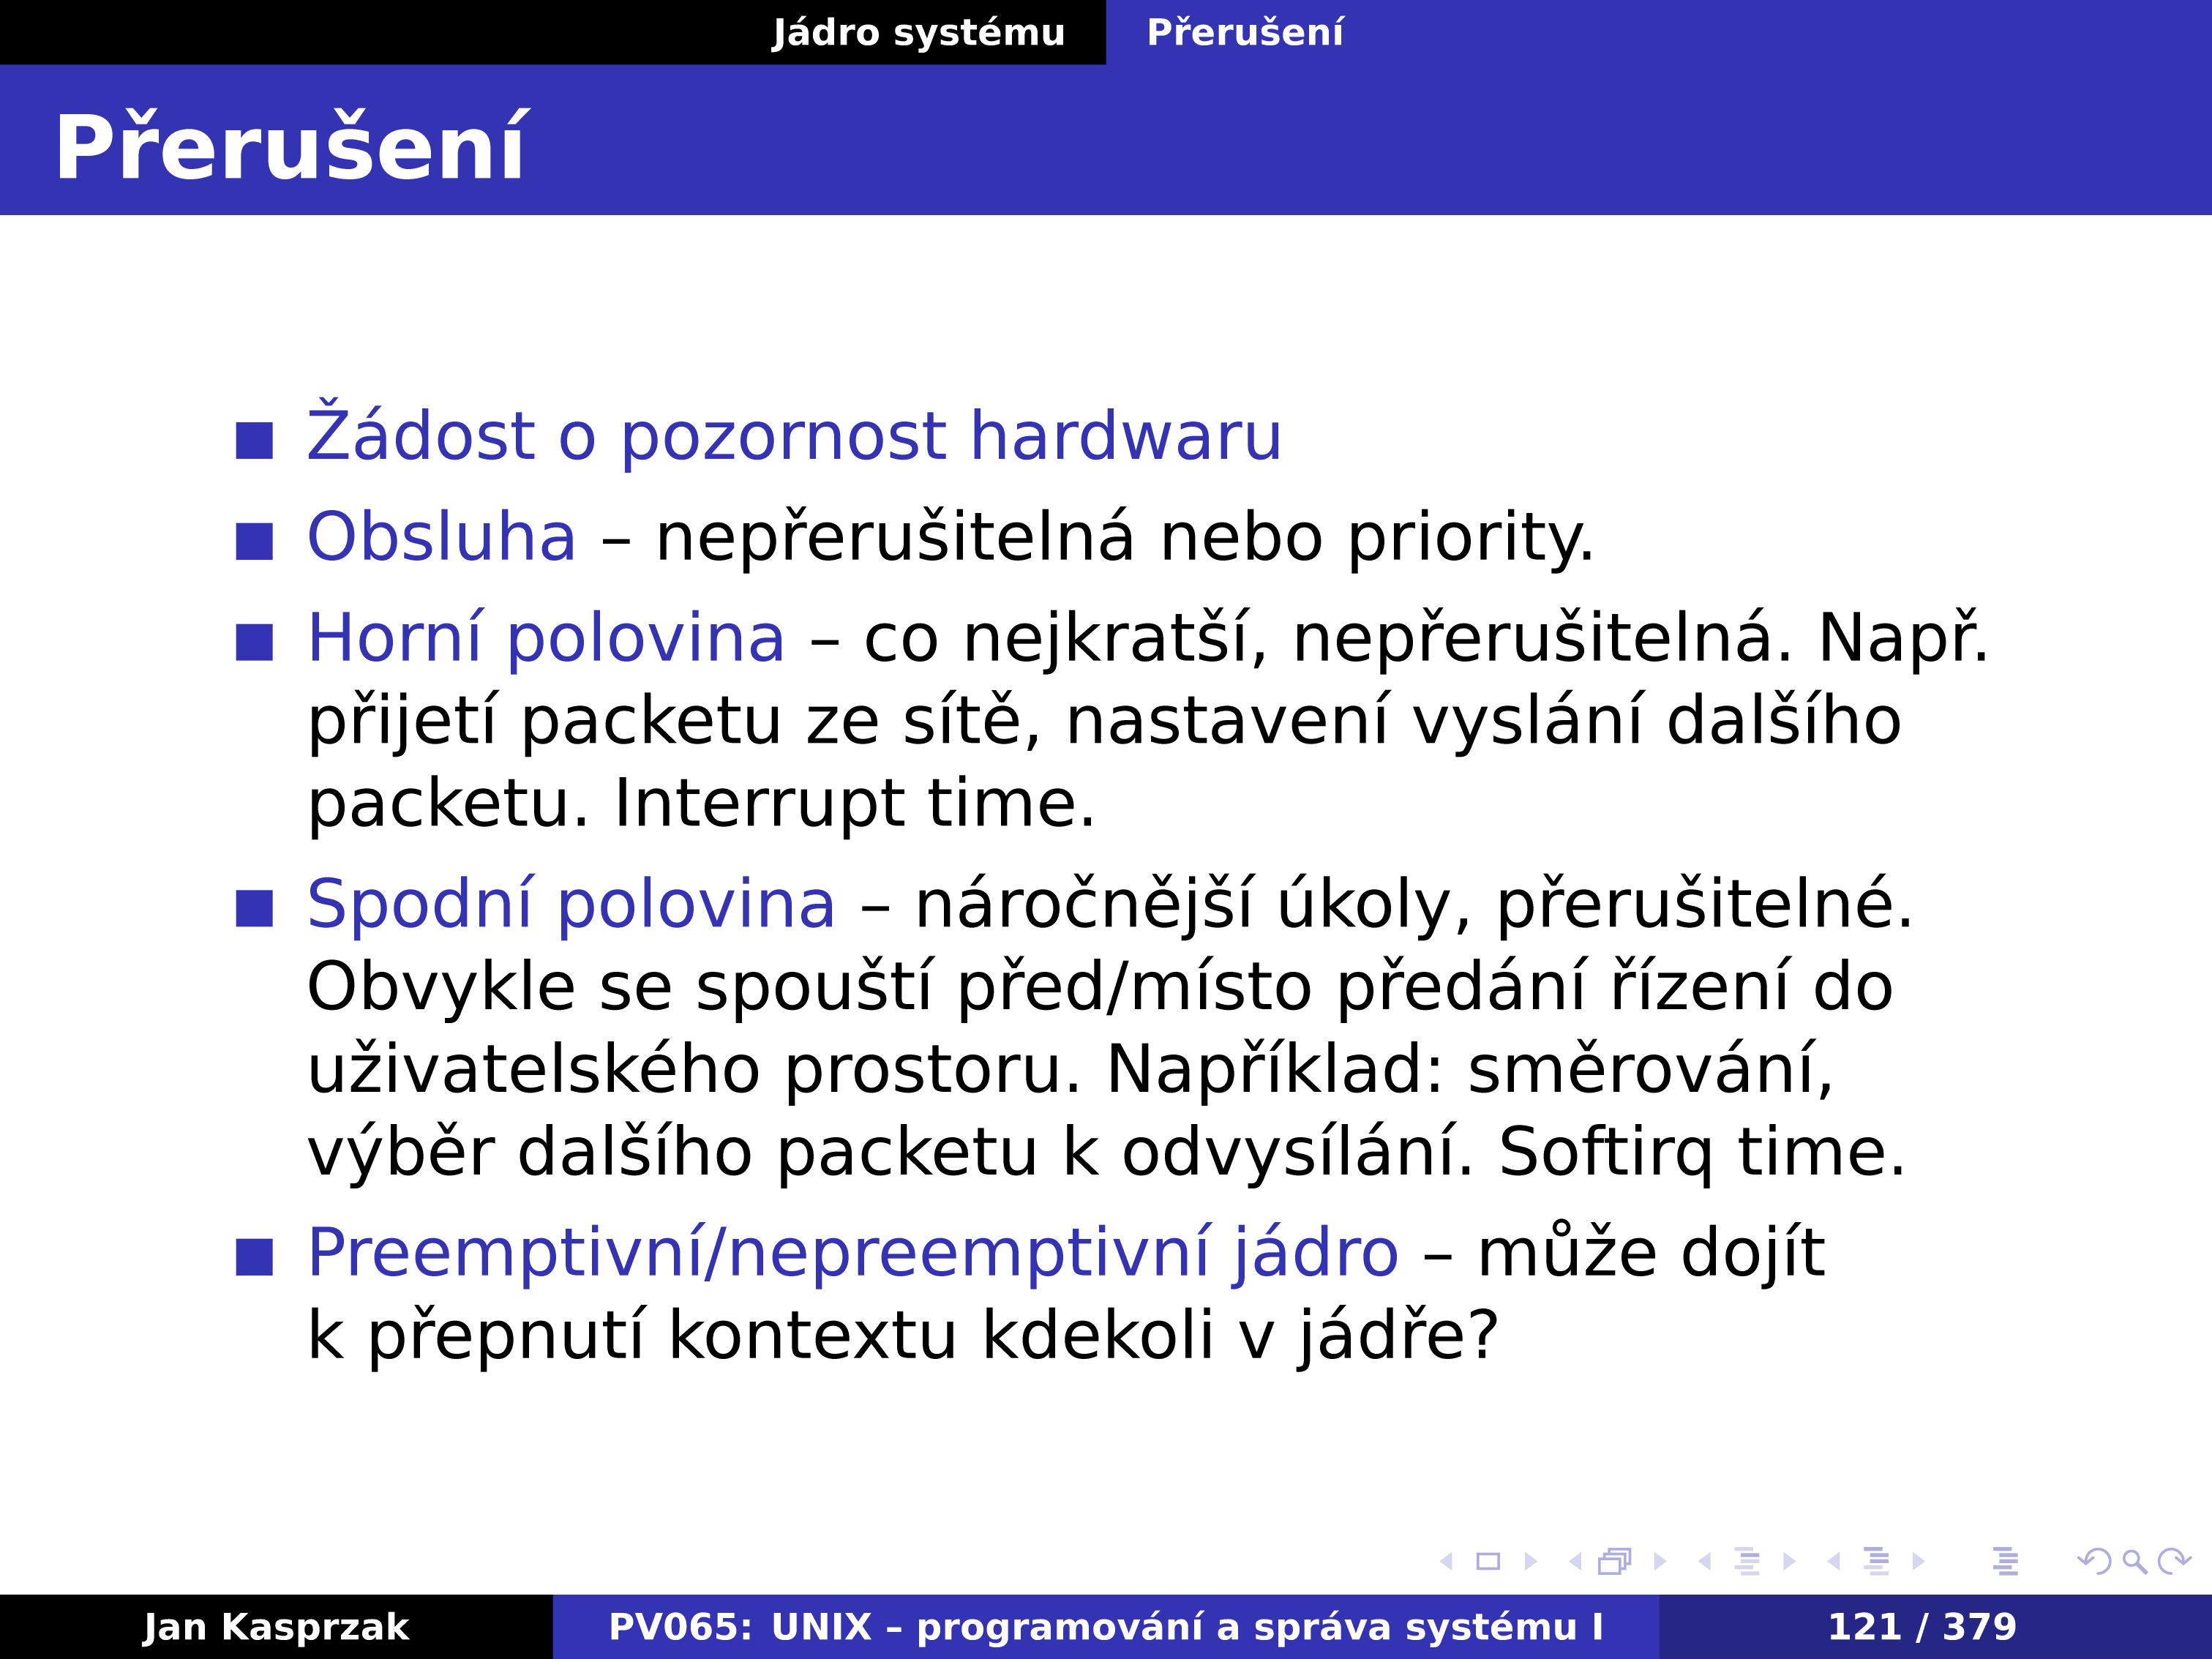 Jádro systému Přerušení
Přerušení
Žádost o pozornost hardwaru
Obsluha – nepřerušitelná nebo priority.
Horní polovina – co nejkratší, nepřerušitelná. Např.
přijetí packetu ze sítě, nastavení vyslání dalšího
packetu. Interrupt time.
Spodní polovina – náročnější úkoly, přerušitelné.
Obvykle se spouští před/místo předání řízení do
uživatelského prostoru. Například: směrování,
výběr dalšího packetu k odvysílání. Softirq time.
Preemptivní/nepreemptivní jádro – může dojít
k přepnutí kontextu kdekoli v jádře?
Jan Kasprzak PV065: UNIX – programování a správa systému I 121 / 379